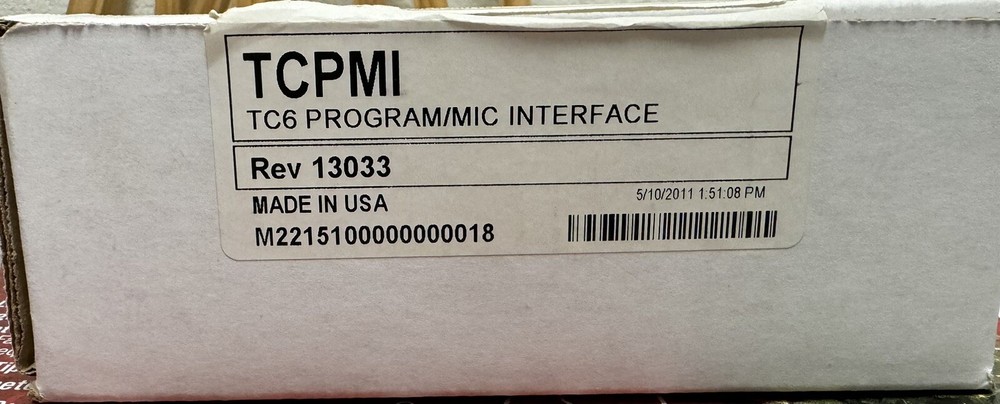 TCPMI
TC6 PROGRAM/MIC INTERFACE
Rev 13033
MADE IN USA
5/10/2011 1:51:08 PM
M2215100000000018